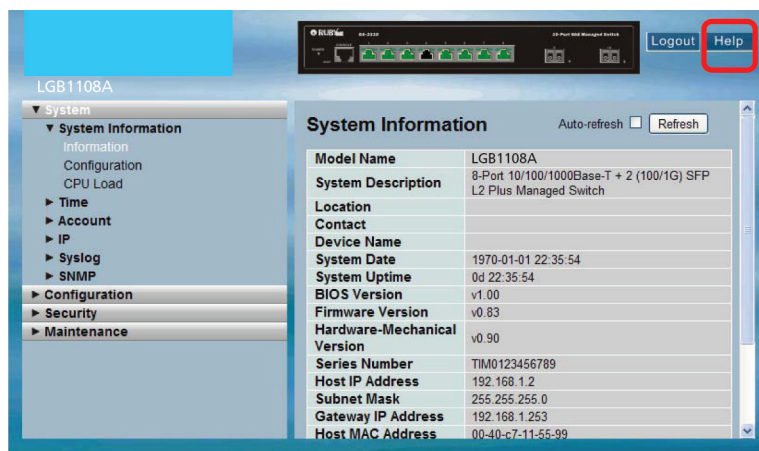 RUBY
CONSOLE
Logout Help
LGB1108A
▼ System
▼ System Information
Information
Configuration
CPU Load
► Time
► Account
► IP
► Syslog
► SNMP
► Configuration
► Security
► Maintenance
System Information
Auto-refresh
Refresh
Model Name LGB1108A
System Description 8-Port 10/100/1000Base-T + 2 (100/1G) SFP
L2 Plus Managed Switch
Location
Contact
Device Name
System Date 1970-01-01 22:35:54
System Uptime 0d 22:35:54
BIOS Version v1.00
Firmware Version v0.83
Hardware-Mechanical
Version v0.90
Series Number TIM0123456789
Host IP Address 192.168.1.2
Subnet Mask 255.255.255.0
Gateway IP Address 192.168.1.253
Host MAC Address 00-40-c7-11-55-99